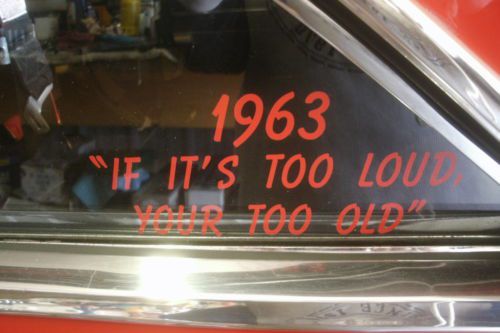 1963
"IF IT'S TOO LOUD,
YOUR TOO OLD"